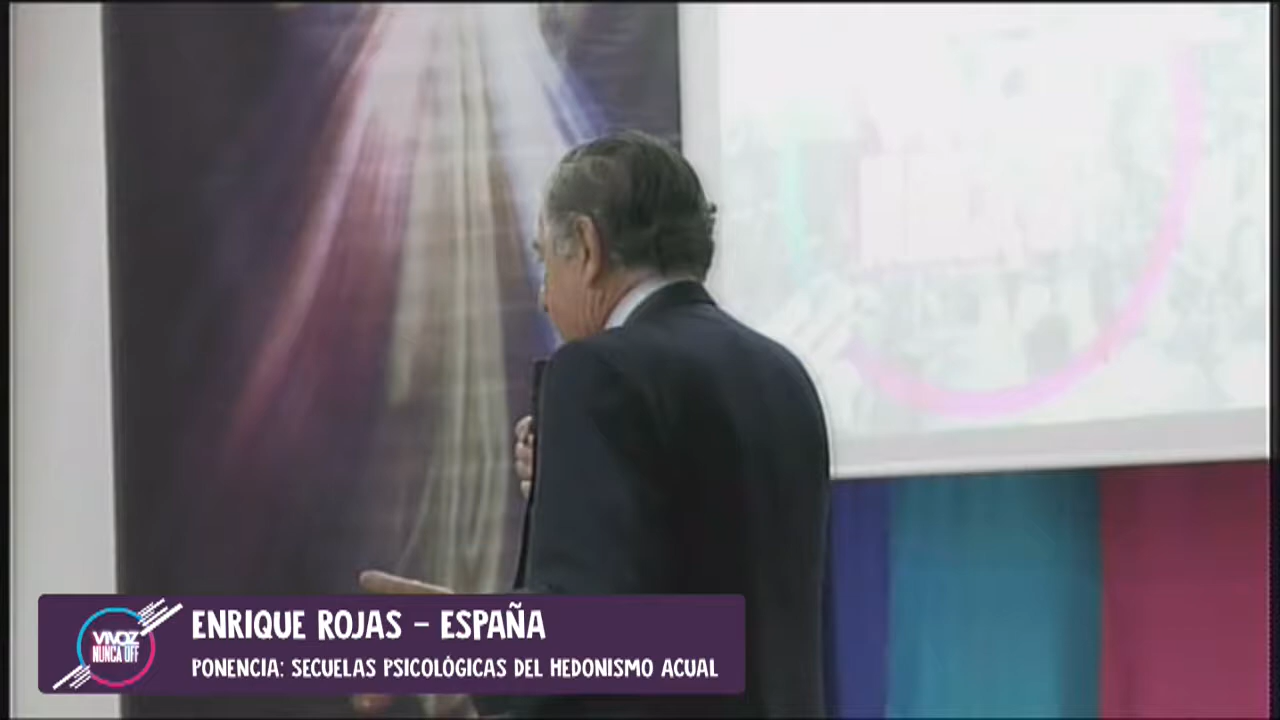 VIVOZ
NUNCA OFF
ENRIQUE ROJAS - ESPAÑA
PONENCIA: SECUELAS PSICOLÓGICAS DEL HEDONISMO ACUAL